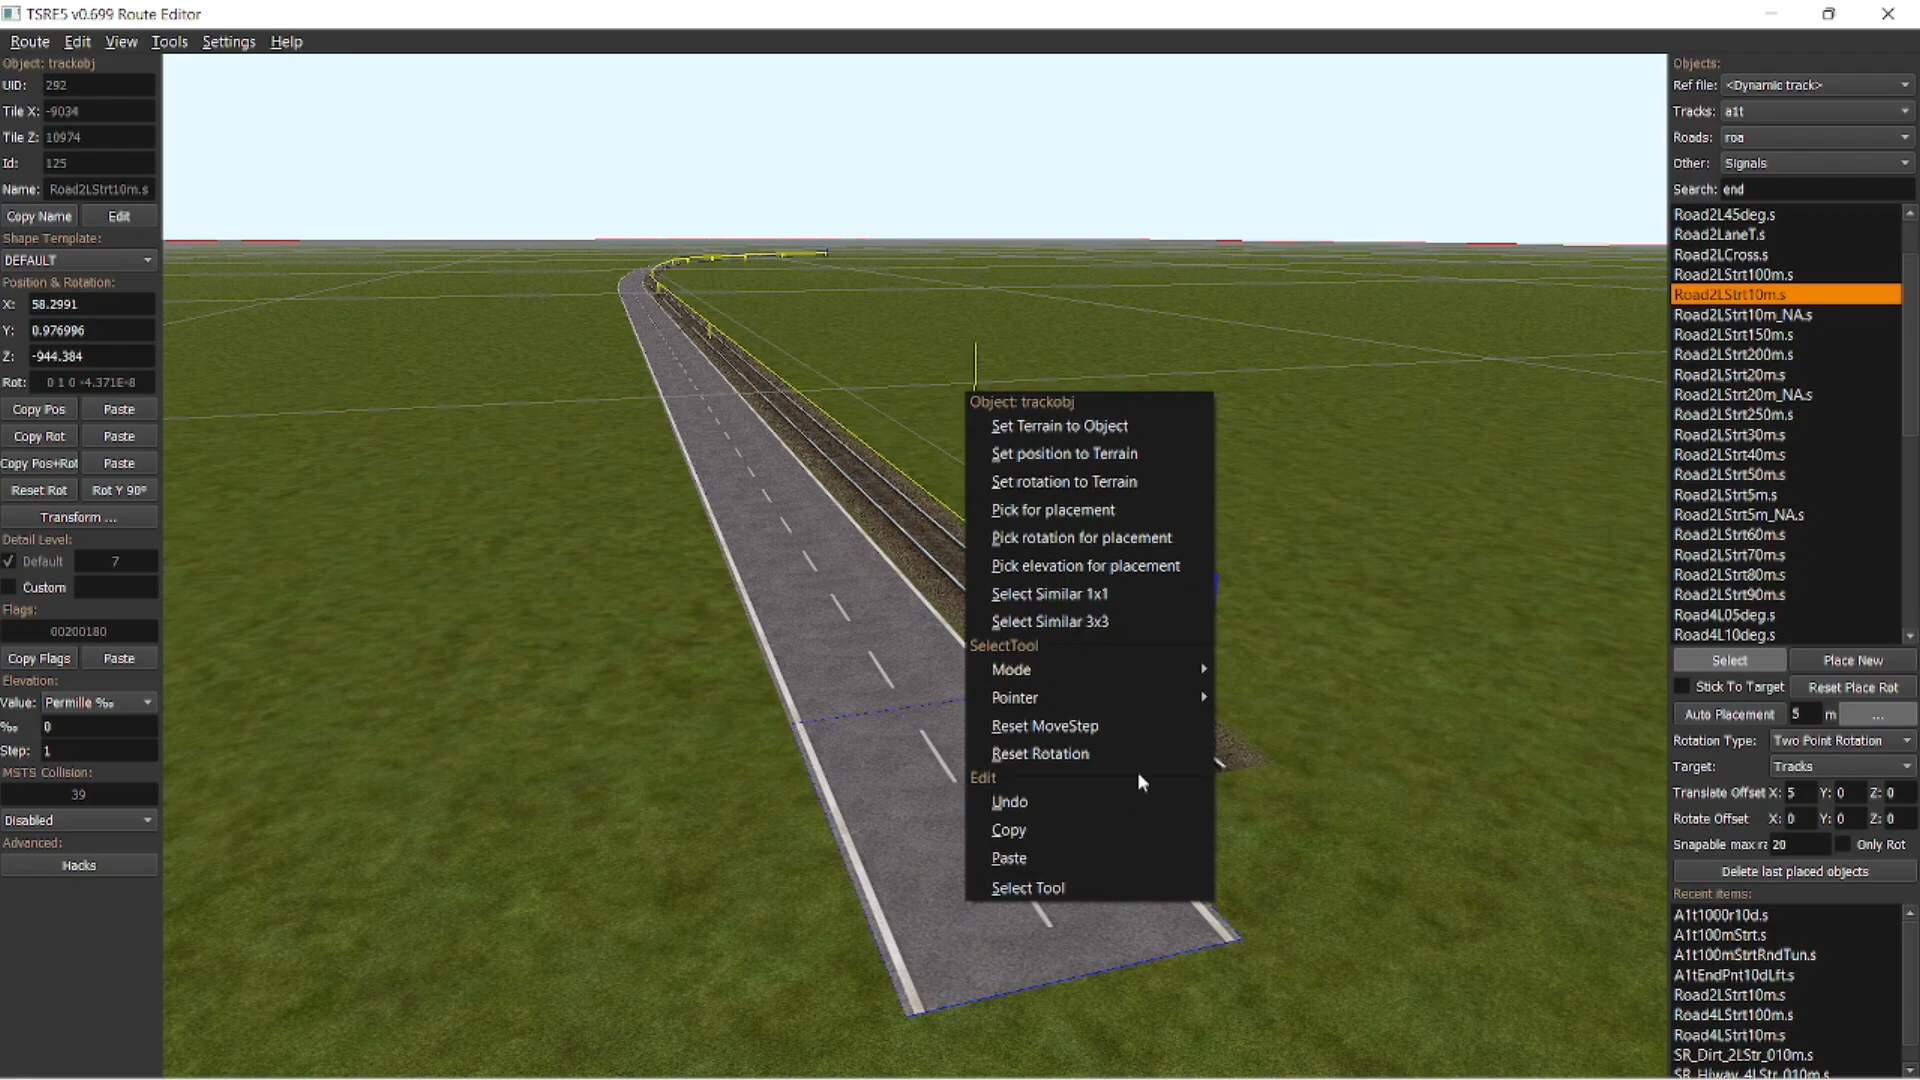 TSRE5 v0.699 Route Editor
Route Edit View Tools Settings Help
Object: trackobj
UID: 292
Tile X: -9034
Tile Z: 10974
Id: 125
Name: Road2LStrt10m.s
Copy Name Edit
Shape Template:
DEFAULT
Position & Rotation:
X: 58.2991
Y: 0.976996
Z: -944.384
Rot: 0 1 0 -4.371E-8
Copy Pos Paste
Copy Rot Paste
Copy Pos+Rot Paste
Reset Rot Rot Y 90º
Transform ...
Detail Level:
Default 7
Custom
Flags:
00200180
Copy Flags Paste
Elevation:
Value: Permille ‰
‰ 0
Step: 1
MSTS Collision:
39
Disabled
Advanced:
Hacks
Object: trackobj
Set Terrain to Object
Set position to Terrain
Set rotation to Terrain
Pick for placement
Pick rotation for placement
Pick elevation for placement
Select Similar 1x1
Select Similar 3x3
SelectTool
Mode
Pointer
Reset MoveStep
Reset Rotation
Edit
Undo
Copy
Paste
Select Tool
Objects:
Ref file: <Dynamic track>
Tracks: a1t
Roads: roa
Other: Signals
Search: end
Road2L45deg.s
Road2LaneT.s
Road2LCross.s
Road2LStrt100m.s
Road2LStrt10m.s
Road2LStrt10m_NA.s
Road2LStrt150m.s
Road2LStrt200m.s
Road2LStrt20m.s
Road2LStrt20m_NA.s
Road2LStrt250m.s
Road2LStrt30m.s
Road2LStrt40m.s
Road2LStrt50m.s
Road2LStrt5m.s
Road2LStrt5m_NA.s
Road2LStrt60m.s
Road2LStrt70m.s
Road2LStrt80m.s
Road2LStrt90m.s
Road4L05deg.s
Road4L10deg.s
Select Place New
Stick To Target Reset Place Rot
Auto Placement 5 m ...
Rotation Type: Two Point Rotation
Target: Tracks
Translate Offset X: 5 Y: 0 Z: 0
Rotate Offset X: 0 Y: 0 Z: 0
Snapable max ra 20 Only Rot
Delete last placed objects
Recent items:
A1t1000r10d.s
A1t100mStrt.s
A1t100mStrtRndTun.s
A1tEndPnt10dLft.s
Road2LStrt10m.s
Road4LStrt100m.s
Road4LStrt10m.s
SR_Dirt_2LStr_010m.s
SR_Hiway_4LStr_010m.s